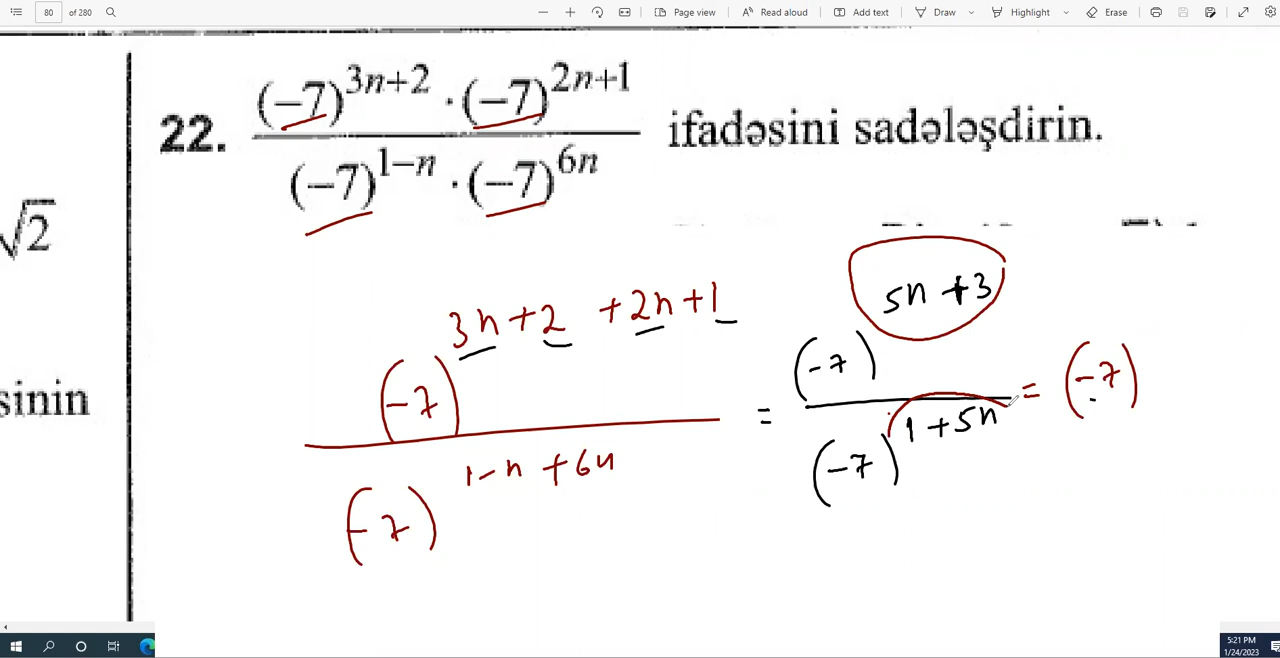 80 of 280 Page view Read aloud Add text Draw Highlight Erase
22. (−7)^{3n+2} · (−7)^{2n+1} / (−7)^{1−n} · (−7)^{6n} ifadəsini sadələşdirin.
√2
sinin
(-7)^{3n+2+2n+1} / (-7)^{1-n+6n} = (-7)^{5n+3} / (-7)^{1+5n} = (-7)
5:21 PM
1/24/2023